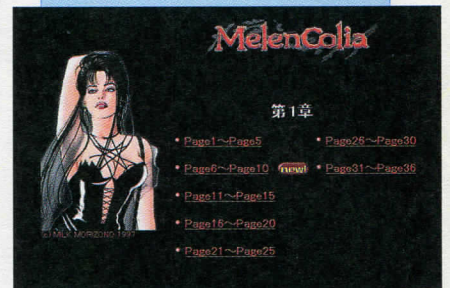 MelenColia
第1章
• Page1～Page5
• Page6～Page10 new!
• Page11～Page15
• Page16～Page20
• Page21～Page25
• Page26～Page30
• Page31～Page36
(c) MILK MORIZONO 1997